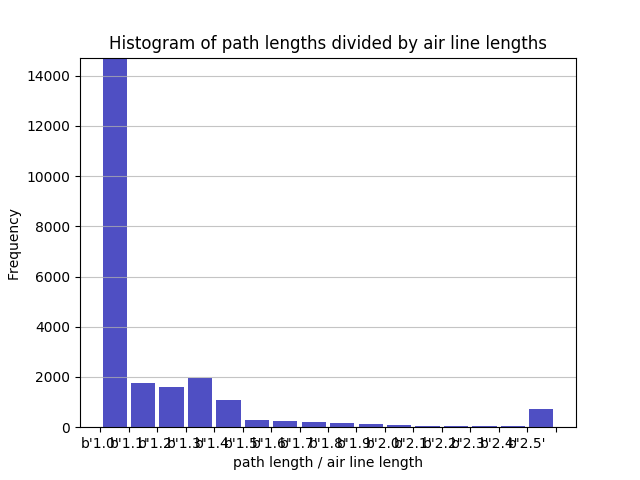 Histogram of path lengths divided by air line lengths
14000
12000
10000
8000
6000
4000
2000
0
Frequency
b'1.0' b'1.1' b'1.2' b'1.3' b'1.4' b'1.5' b'1.6' b'1.7' b'1.8' b'1.9' b'2.0' b'2.1' b'2.2' b'2.3' b'2.4' b'2.5'
path length / air line length